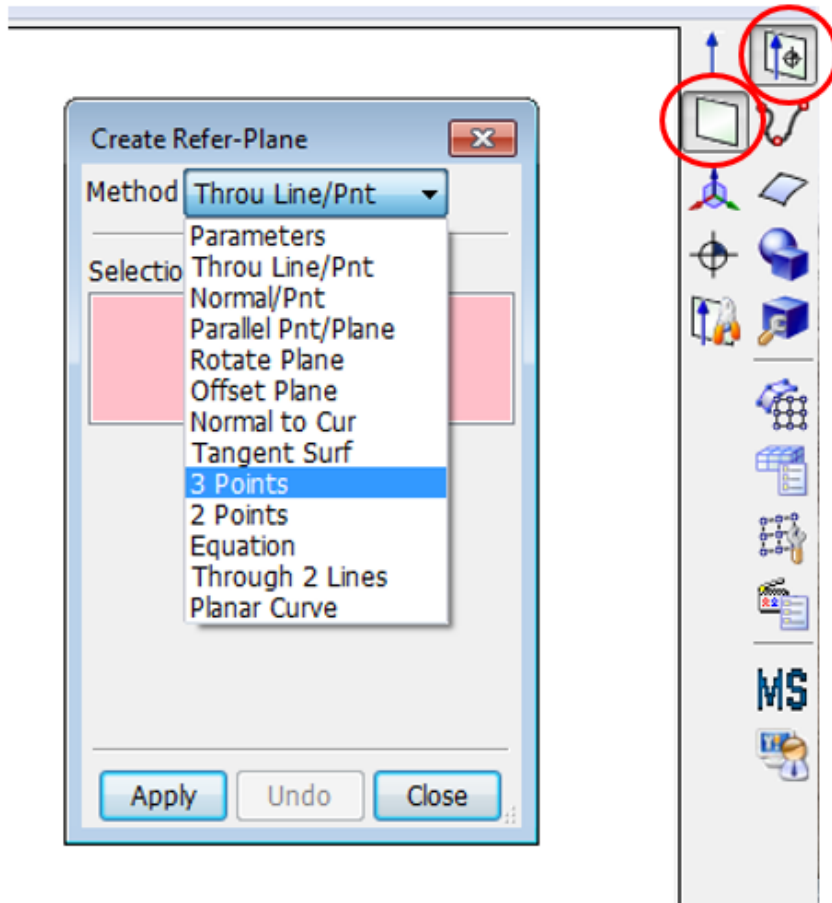 Create Refer-Plane
Method Throu Line/Pnt
Parameters
Selectio Throu Line/Pnt
Normal/Pnt
Parallel Pnt/Plane
Rotate Plane
Offset Plane
Normal to Cur
Tangent Surf
3 Points
2 Points
Equation
Through 2 Lines
Planar Curve
Apply Undo Close
MS